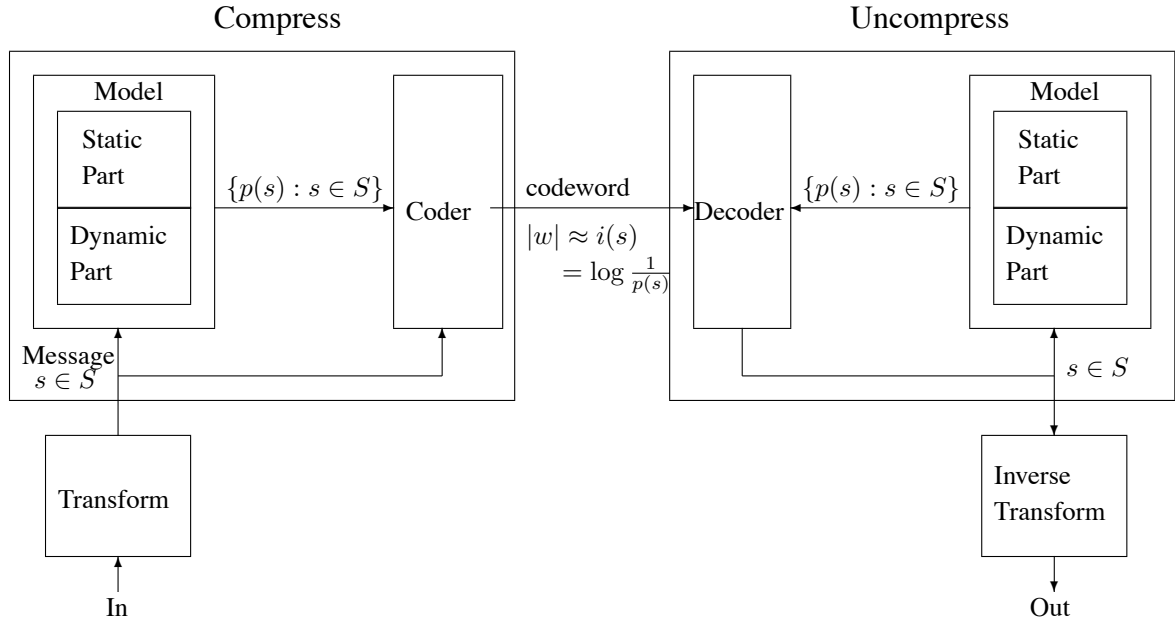 Compress
Uncompress
Model
Static
Part
Dynamic
Part
{p(s) : s ∈ S}
Coder
codeword
|w| ≈ i(s)
= log 1/p(s)
Decoder
{p(s) : s ∈ S}
Model
Static
Part
Dynamic
Part
Message
s ∈ S
s ∈ S
Transform
Inverse
Transform
In
Out